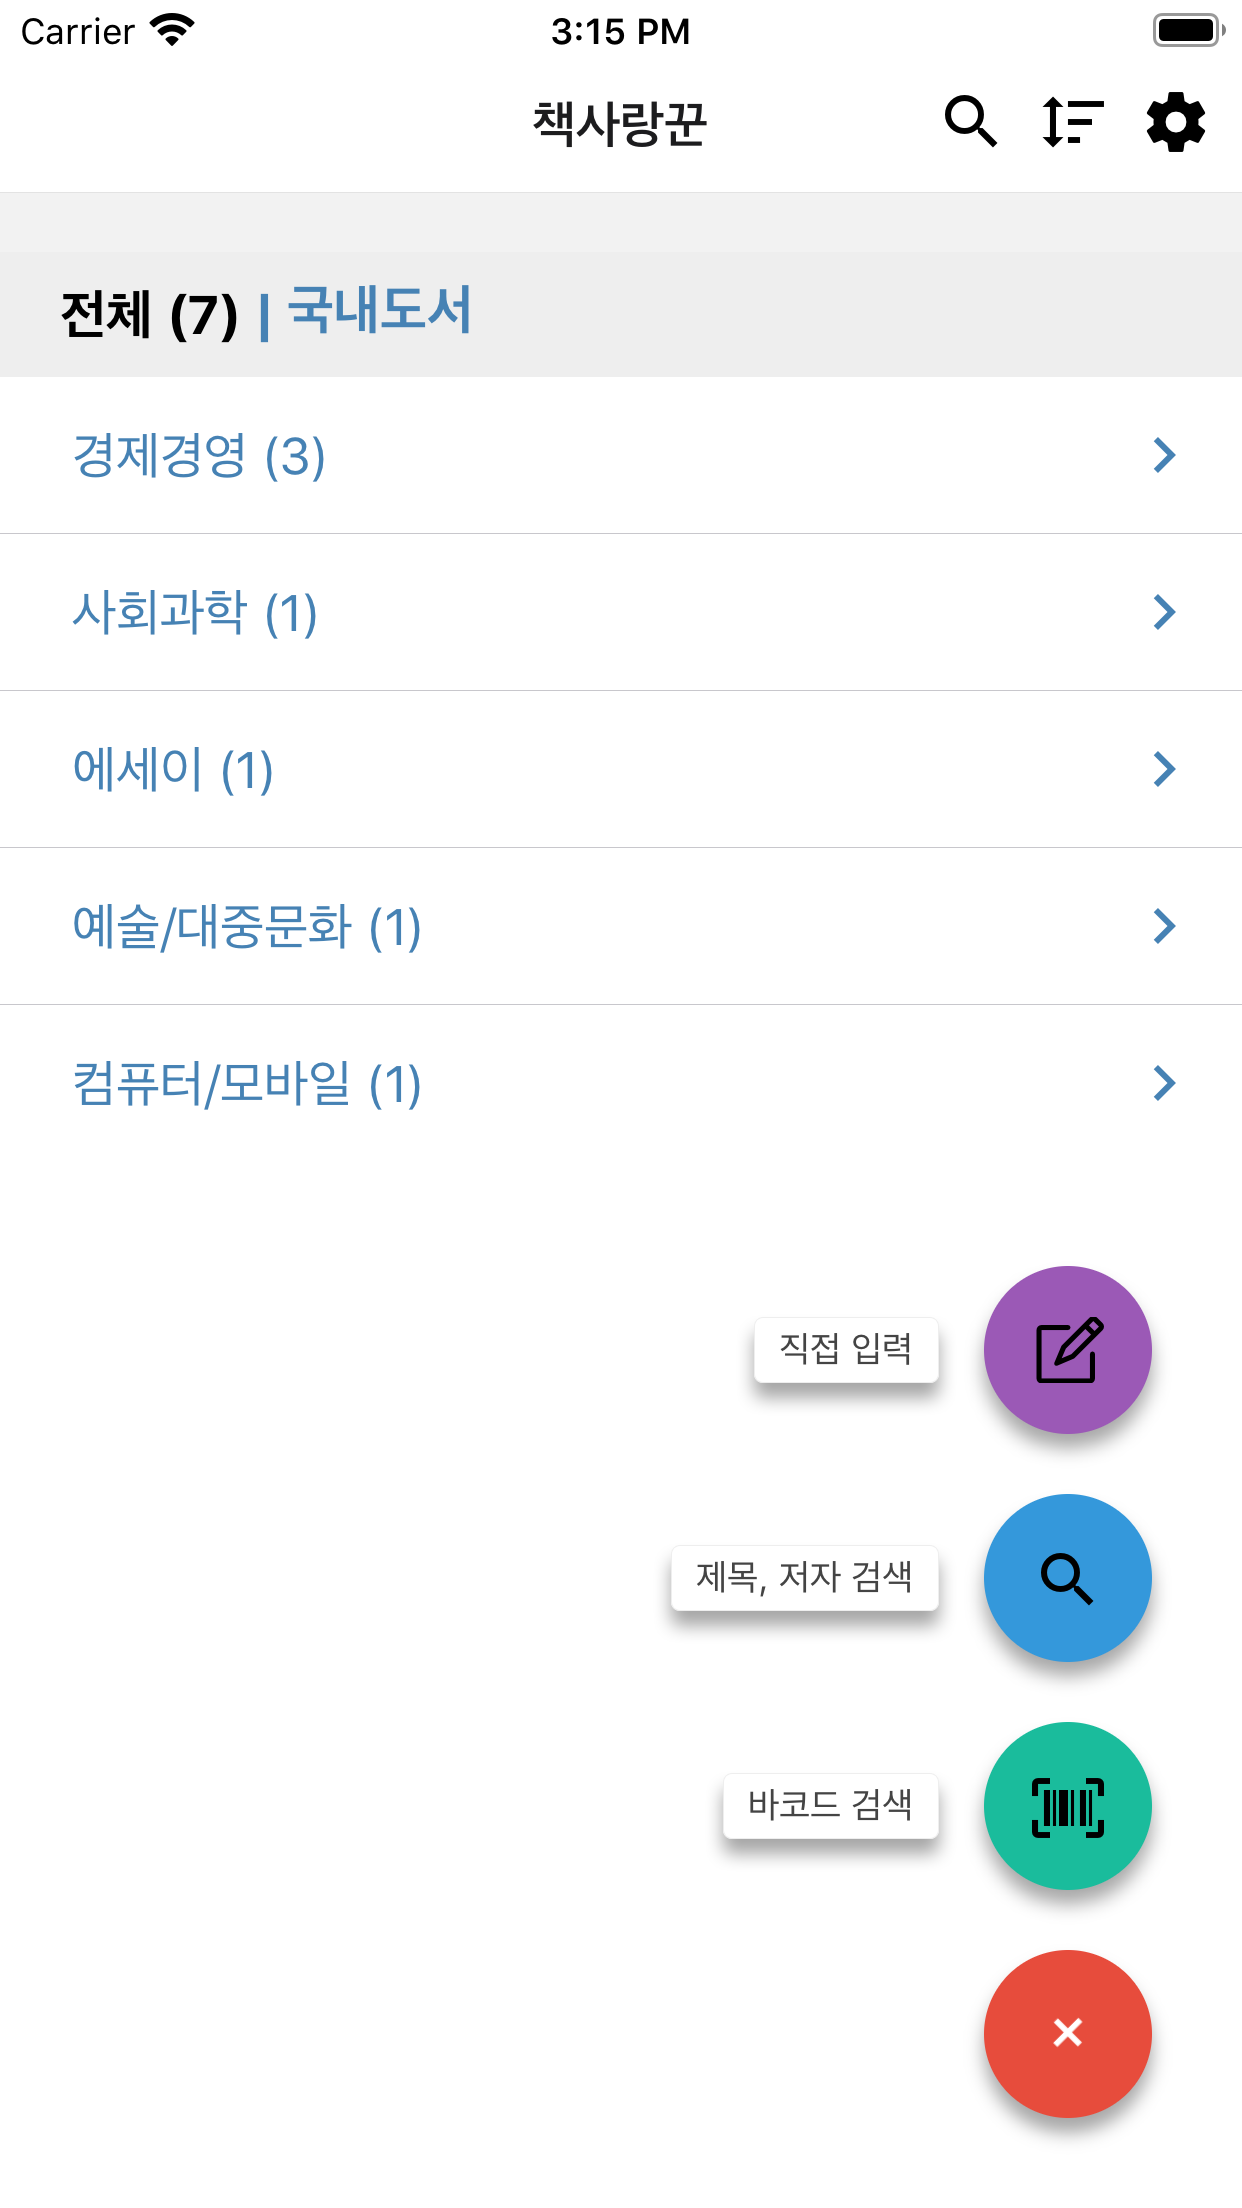 Carrier 3:15 PM
책사랑꾼
전체 (7) | 국내도서
경제경영 (3)
사회과학 (1)
에세이 (1)
예술/대중문화 (1)
컴퓨터/모바일 (1)
직접 입력
제목, 저자 검색
바코드 검색